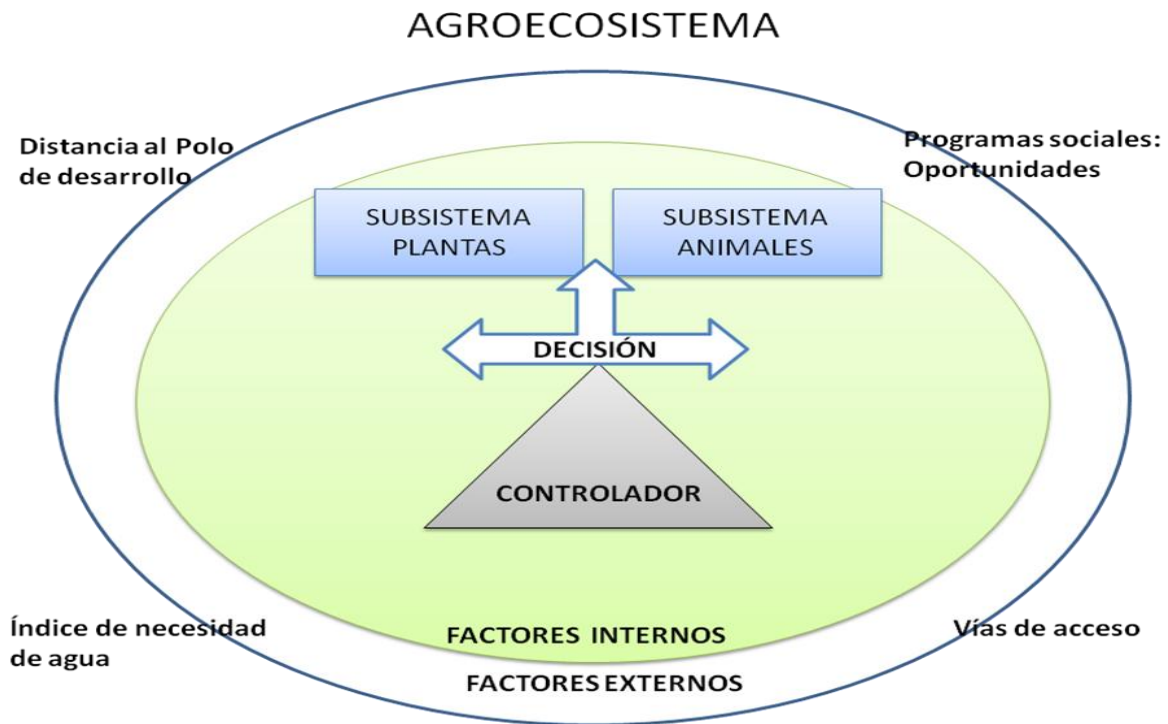 AGROECOSISTEMA
Distancia al Polo
de desarrollo
Programas sociales:
Oportunidades
SUBSISTEMA
PLANTAS
SUBSISTEMA
ANIMALES
DECISIÓN
CONTROLADOR
Índice de necesidad
de agua
Vías de acceso
FACTORES INTERNOS
FACTORES EXTERNOS